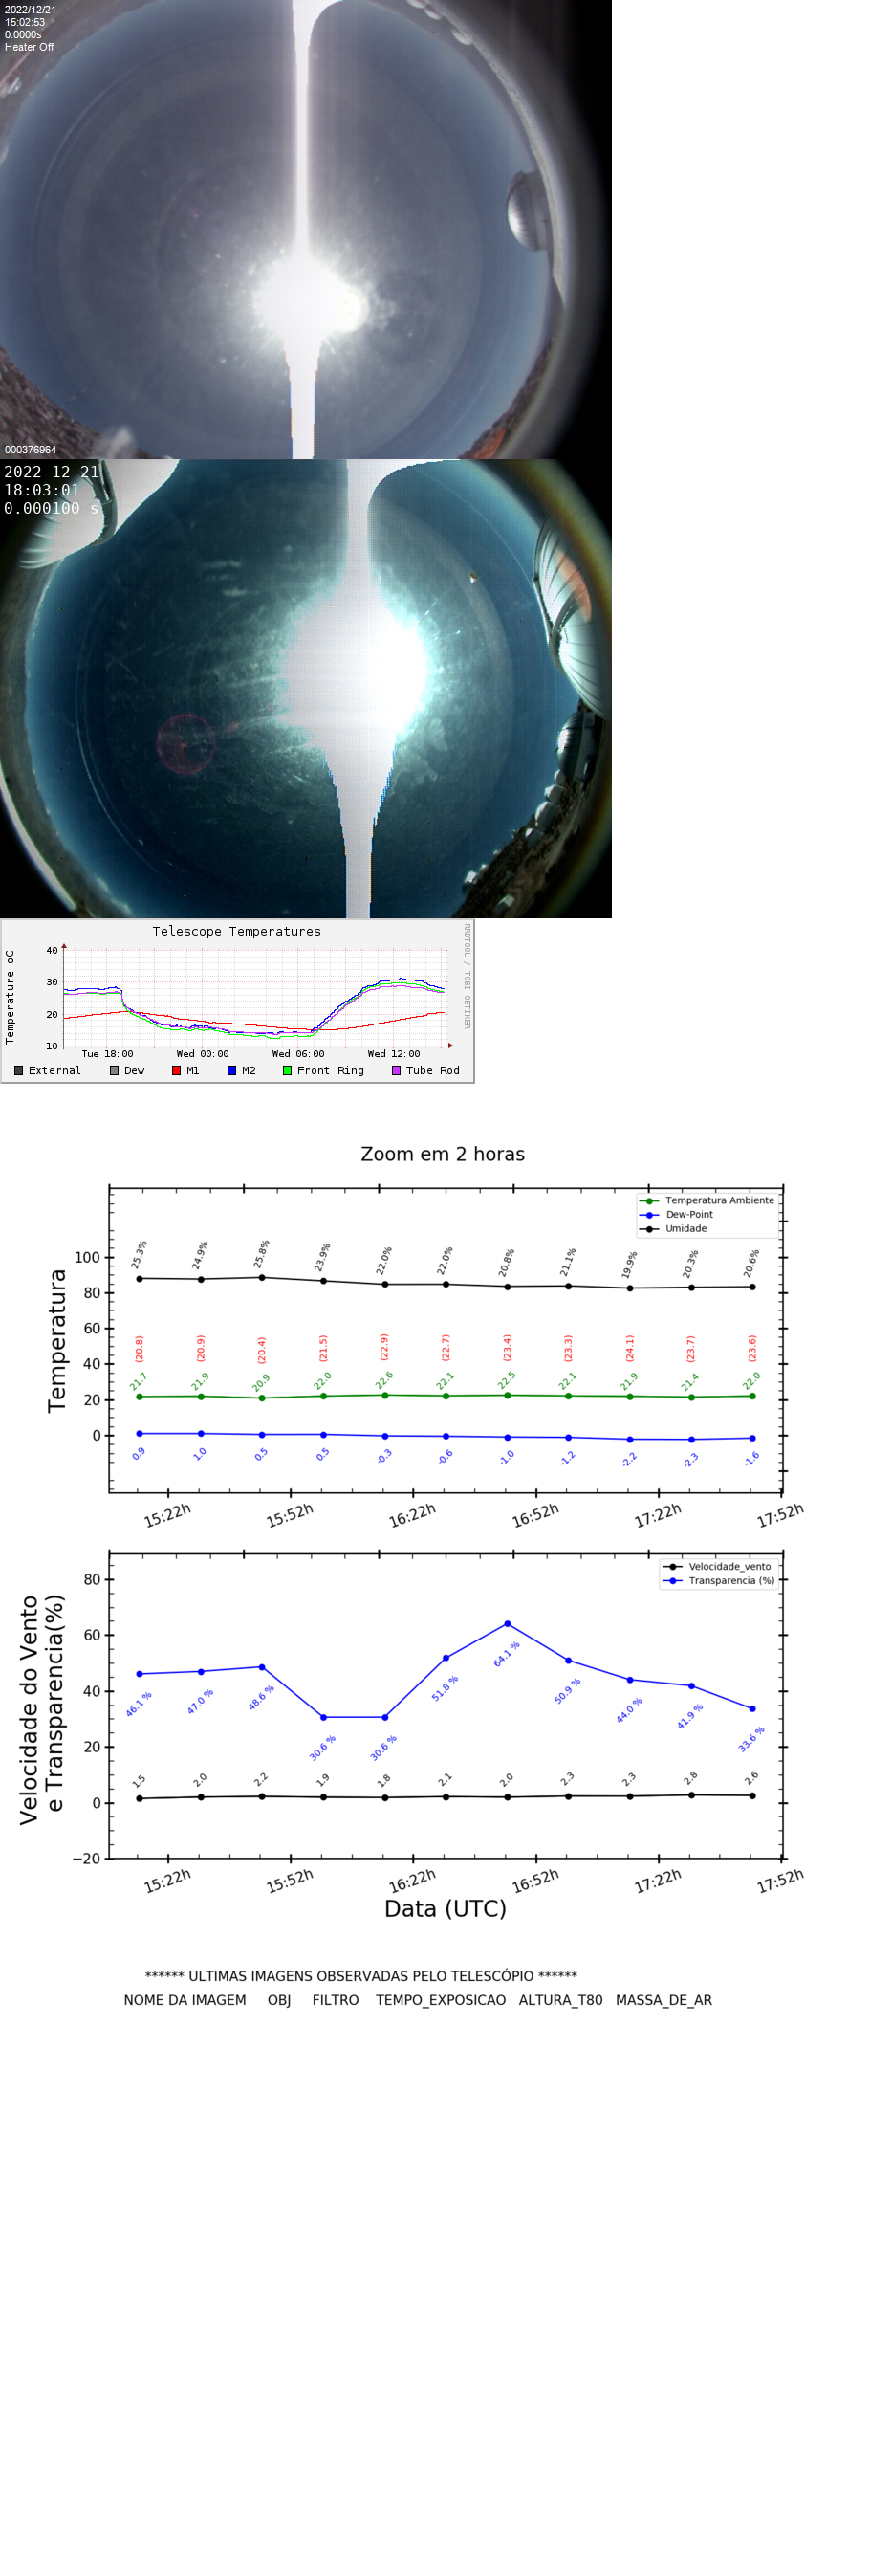 2022/12/21
15:02:53
0.0000s
Heater Off
000376964
2022-12-21
18:03:01
0.000100 s
Telescope Temperatures
RRDTOOL / TOBI OETIKER
Temperature oC
40
30
20
10
Tue 18:00 Wed 00:00 Wed 06:00 Wed 12:00
External Dew M1 M2 Front Ring Tube Rod
Zoom em 2 horas
Temperatura Ambiente
Dew-Point
Umidade
Temperatura
100
80
60
40
20
0
25.3% 24.9% 25.8% 23.9% 22.0% 22.0% 20.8% 21.1% 19.9% 20.3% 20.6%
(20.8) (20.9) (20.4) (21.5) (22.9) (22.7) (23.4) (23.3) (24.1) (23.7) (23.6)
21.7 21.9 20.9 22.0 22.6 22.1 22.5 22.1 21.9 21.4 22.0
0.9 1.0 0.5 0.5 -0.3 -0.6 -1.0 -1.2 -2.2 -2.3 -1.6
15:22h 15:52h 16:22h 16:52h 17:22h 17:52h
Velocidade_vento
Transparencia (%)
Velocidade do Vento
e Transparencia(%)
80
60
40
20
0
−20
46.1 % 47.0 % 48.6 % 30.6 % 30.6 % 51.8 % 64.1 % 50.9 % 44.0 % 41.9 % 33.6 %
1.5 2.0 2.2 1.9 1.8 2.1 2.0 2.3 2.3 2.8 2.6
15:22h 15:52h 16:22h 16:52h 17:22h 17:52h
Data (UTC)
****** ULTIMAS IMAGENS OBSERVADAS PELO TELESCÓPIO ******
NOME DA IMAGEM OBJ FILTRO TEMPO_EXPOSICAO ALTURA_T80 MASSA_DE_AR